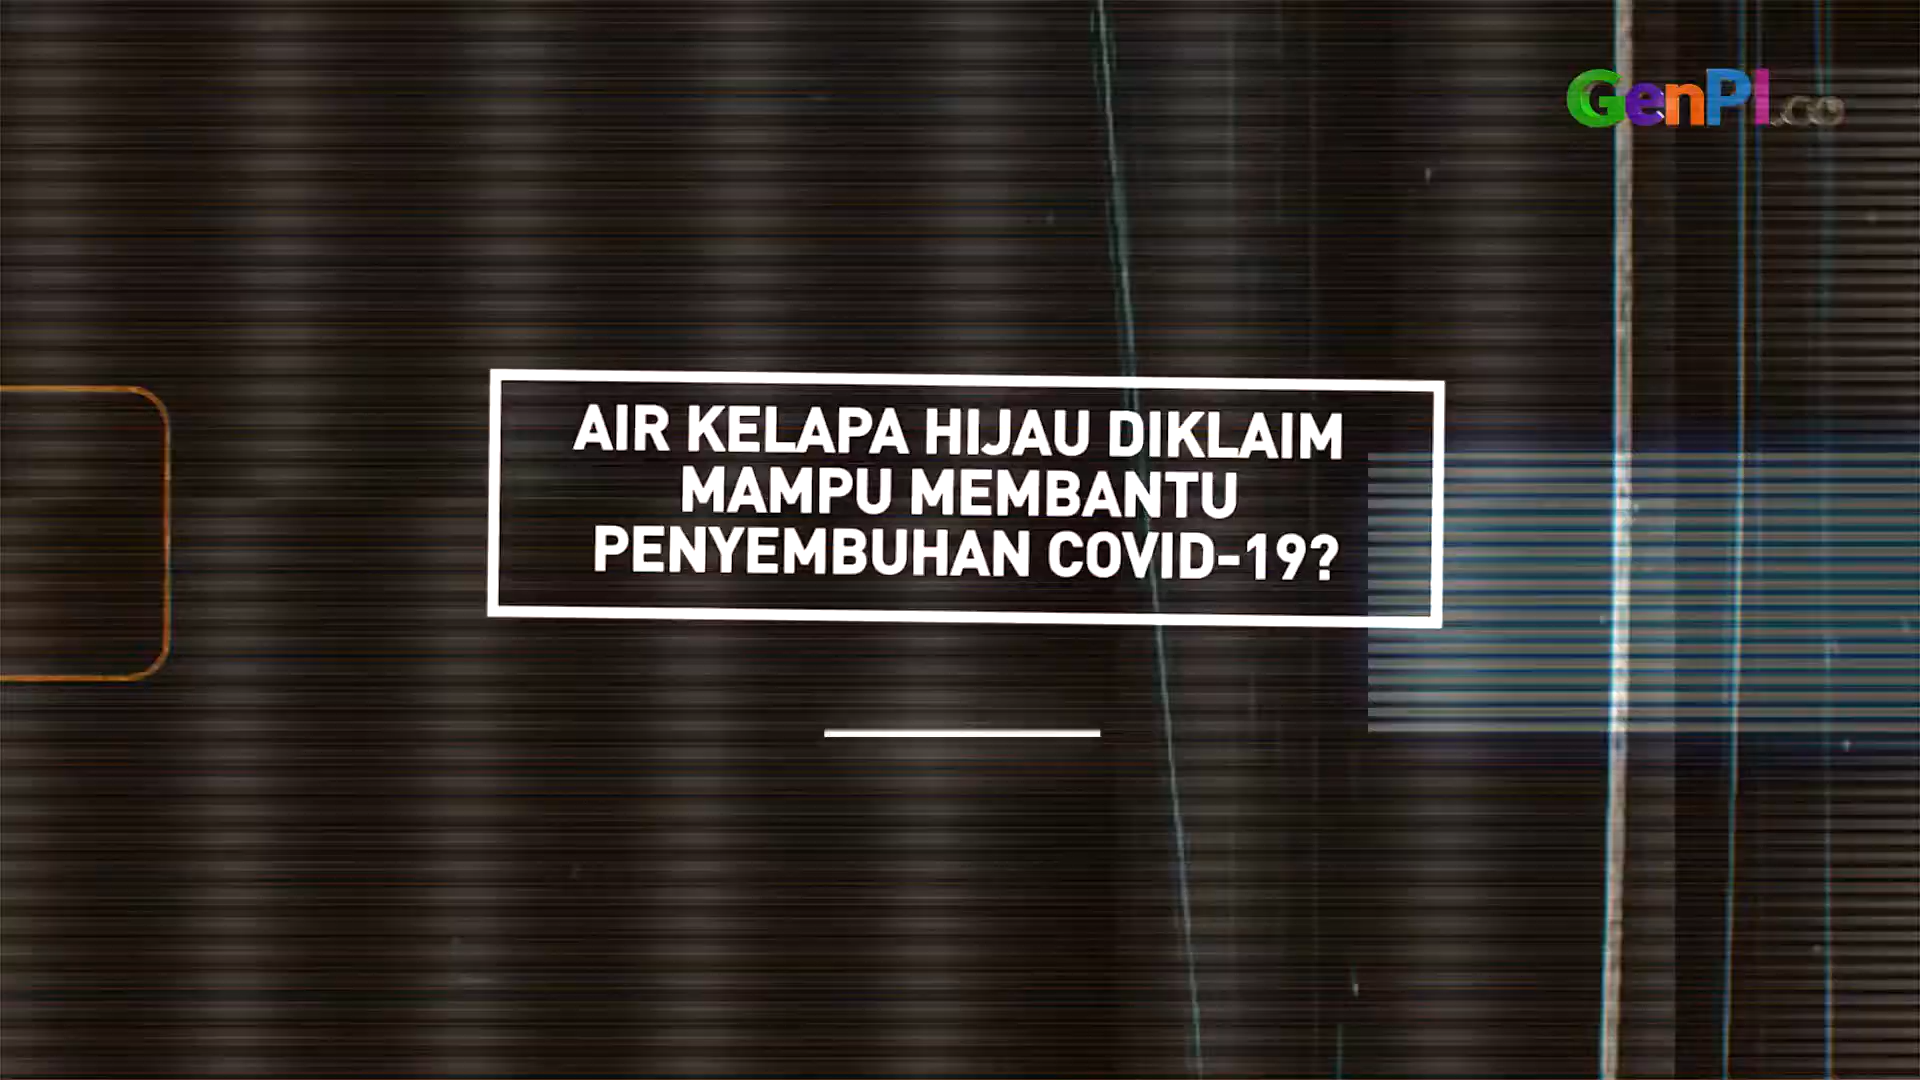 GenPI.co
AIR KELAPA HIJAU DIKLAIM
MAMPU MEMBANTU
PENYEMBUHAN COVID-19?